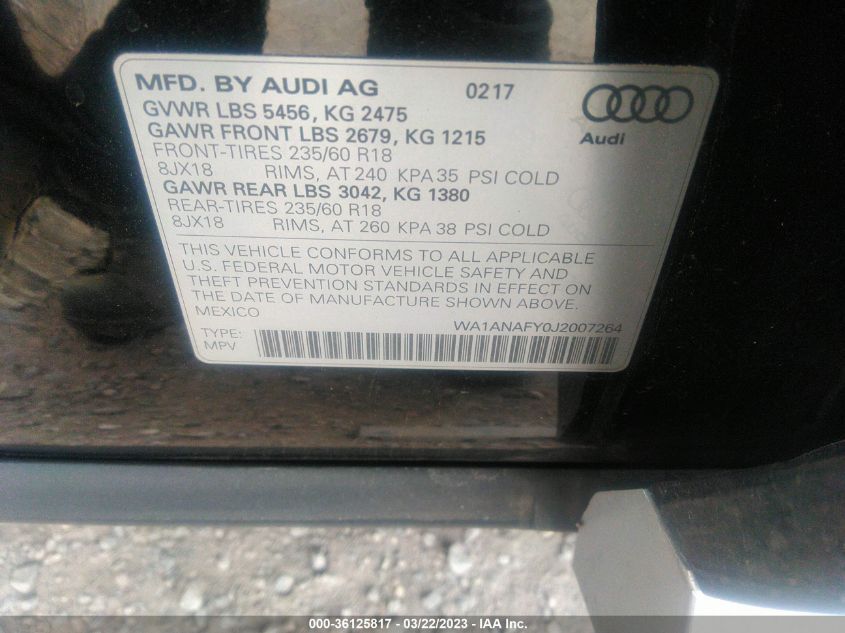 MFD. BY AUDI AG 0217
GVWR LBS 5456, KG 2475
GAWR FRONT LBS 2679, KG 1215
Audi
FRONT-TIRES 235/60 R18
8JX18 RIMS, AT 240 KPA 35 PSI COLD
GAWR REAR LBS 3042, KG 1380
REAR-TIRES 235/60 R18
8JX18 RIMS, AT 260 KPA 38 PSI COLD
THIS VEHICLE CONFORMS TO ALL APPLICABLE
U.S. FEDERAL MOTOR VEHICLE SAFETY AND
THEFT PREVENTION STANDARDS IN EFFECT ON
THE DATE OF MANUFACTURE SHOWN ABOVE.
MEXICO
WA1ANAFY0J2007264
TYPE:
MPV
000-36125817 - 03/22/2023 - IAA Inc.